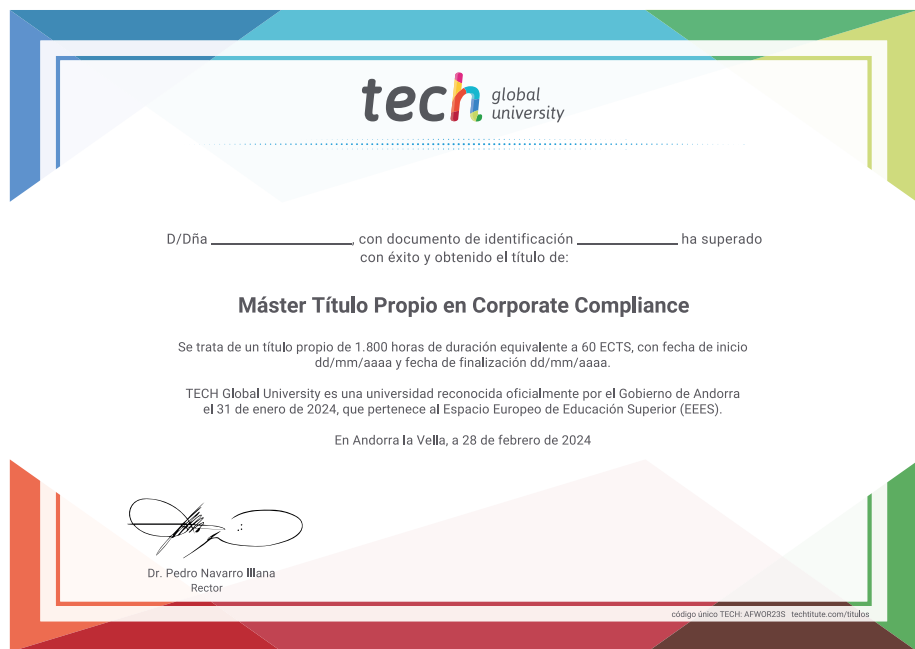 tech global university
D/Dña ________________, con documento de identificación ____________ ha superado
con éxito y obtenido el título de:
Máster Título Propio en Corporate Compliance
Se trata de un título propio de 1.800 horas de duración equivalente a 60 ECTS, con fecha de inicio
dd/mm/aaaa y fecha de finalización dd/mm/aaaa.
TECH Global University es una universidad reconocida oficialmente por el Gobierno de Andorra
el 31 de enero de 2024, que pertenece al Espacio Europeo de Educación Superior (EEES).
En Andorra la Vella, a 28 de febrero de 2024
Dr. Pedro Navarro Illana
Rector
código único TECH: AFWOR23S techtitute.com/titulos